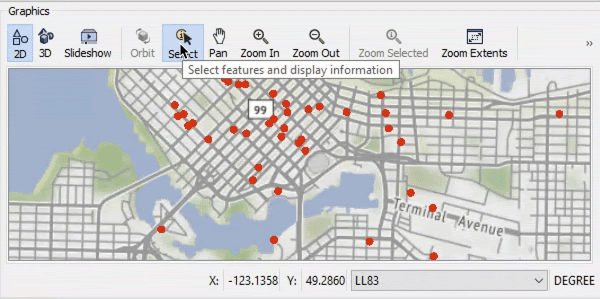 Graphics
2D 3D Slideshow Orbit Select Pan Zoom In Zoom Out Zoom Selected Zoom Extents »
Select features and display information
99
Terminal Avenue
X: -123.1358 Y: 49.2860 LL83 DEGREE